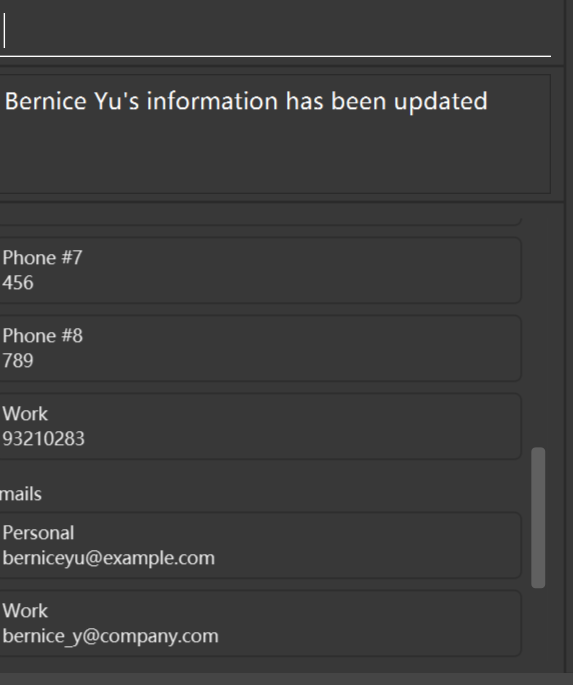 Bernice Yu's information has been updated
Phone #7
456
Phone #8
789
Work
93210283
mails
Personal
berniceyu@example.com
Work
bernice_y@company.com